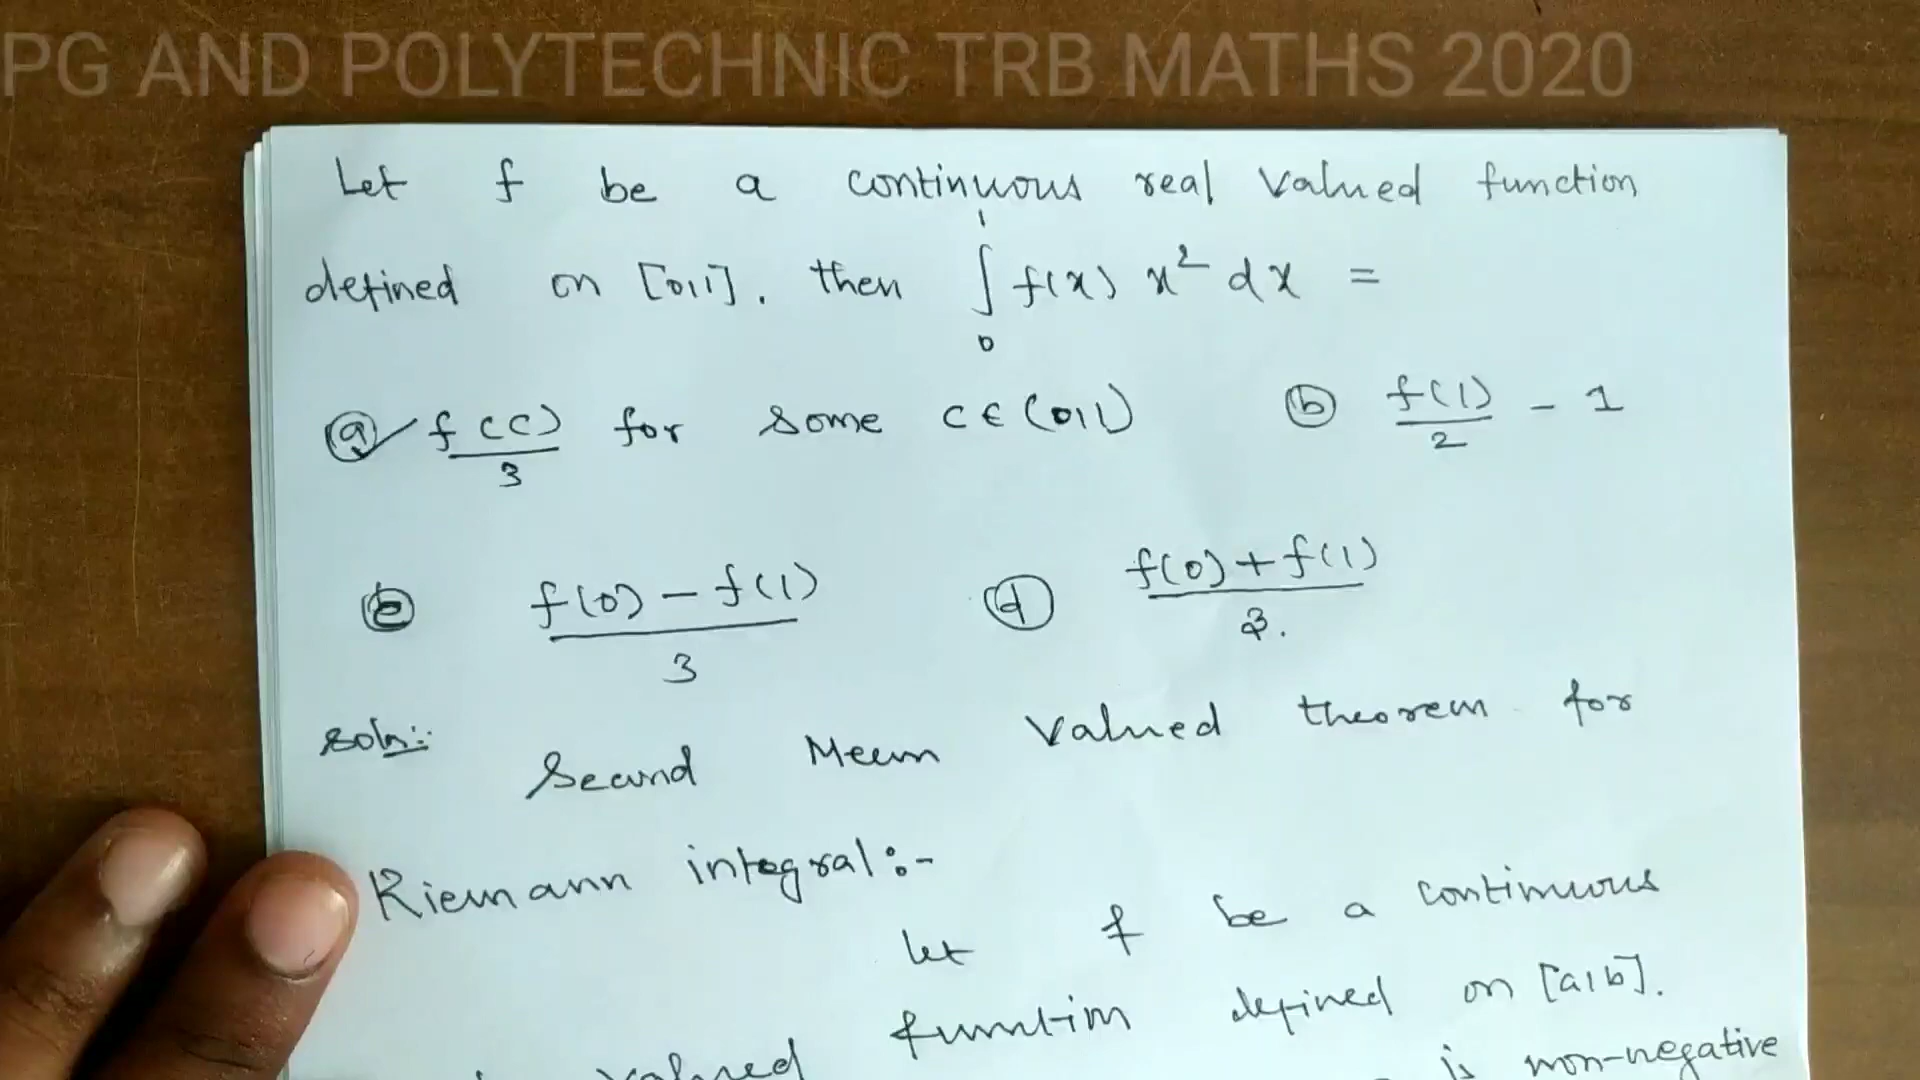 PG AND POLYTECHNIC TRB MATHS 2020
Let f be a continuous real valued function
defined on [0,1]. then ∫₀¹ f(x) x² dx =
ⓐ✓ f(c)/3 for some c∈(0,1) ⓑ f(1)/2 - 1
ⓒ f(0) - f(1)/3 ⓓ f(0) + f(1)/3.
Soln:- Second Mean Valued theorem for
Riemann integral:-
let f be a continuous
valued function defined on [a,b].
is non-negative